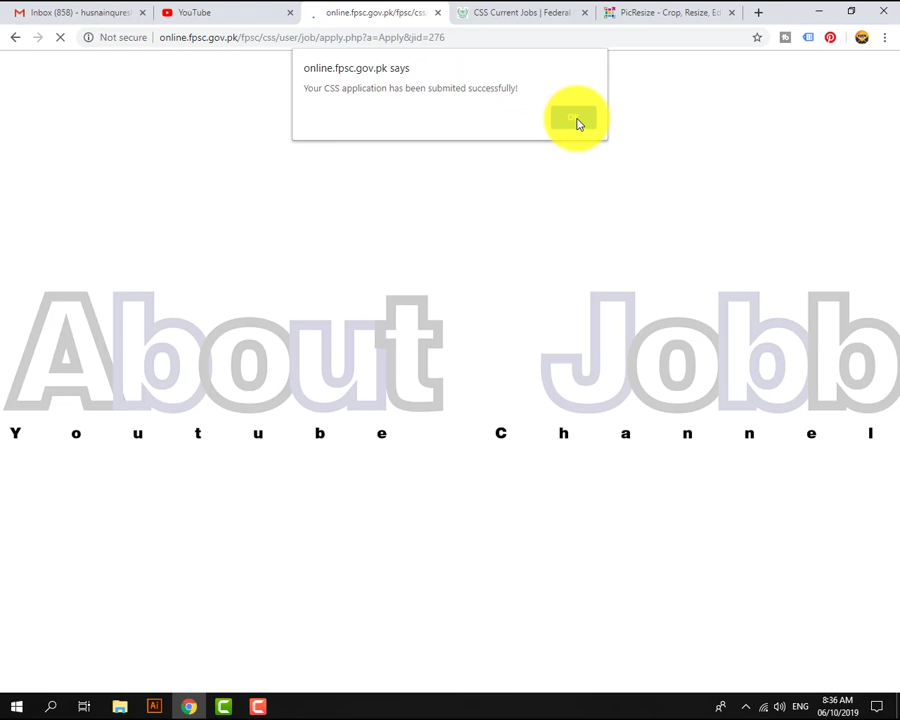 Inbox (858) - husnainqures
YouTube
online.fpsc.gov.pk/fpsc/css
CSS Current Jobs | Federal
PicResize - Crop, Resize, Ed
Not secure
online.fpsc.gov.pk/fpsc/css/user/job/apply.php?a=Apply&jid=276
online.fpsc.gov.pk says
Your CSS application has been submited successfully!
About Jobb
Youtube Channel
Ai
ENG
8:36 AM
06/10/2019